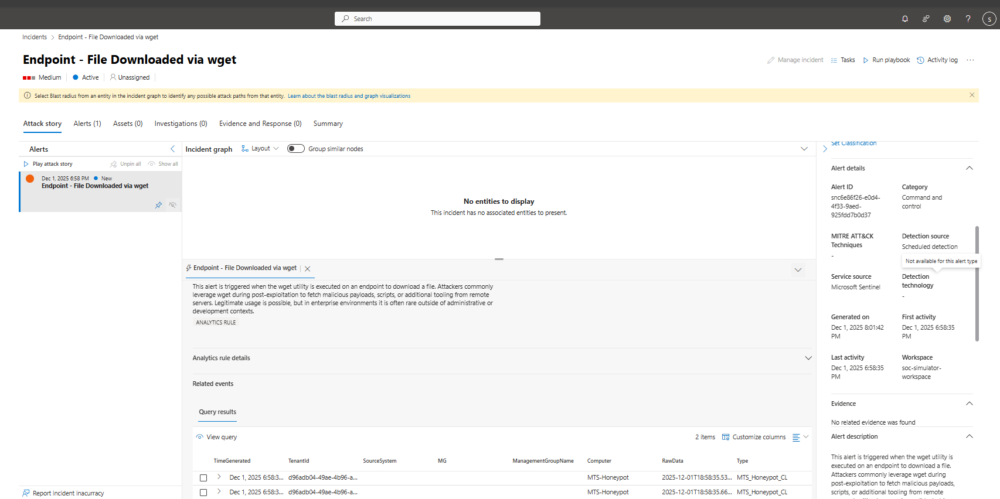 Search
s
Incidents > Endpoint - File Downloaded via wget
Endpoint - File Downloaded via wget
Manage incident
Tasks
Run playbook
Activity log
Medium
Active
Unassigned
Select Blast radius from an entity in the incident graph to identify any possible attack paths from that entity. Learn about the blast radius and graph visualizations
Attack story
Alerts (1)
Assets (0)
Investigations (0)
Evidence and Response (0)
Summary
Alerts
Play attack story
Unpin all
Show all
Dec 1, 2025 6:58 PM
New
Endpoint - File Downloaded via wget
Report incident inacurracy
Incident graph
Layout
Group similar nodes
No entities to display
This incident has no associated entities to present.
Endpoint - File Downloaded via wget
This alert is triggered when the wget utility is executed on an endpoint to download a file. Attackers commonly
leverage wget during post-exploitation to fetch malicious payloads, scripts, or additional tooling from remote
servers. Legitimate usage is possible, but in enterprise environments it is often rare outside of administrative or
development contexts.
ANALYTICS RULE
Analytics rule details
Related events
Query results
View query
2 items
Customize columns
TimeGenerated TenantId SourceSystem MG ManagementGroupName Computer RawData Type
Dec 1, 2025 6:58:3... d96adb04-49ae-4b96-a... MTS-Honeypot 2025-12-01T18:58:35.53... MTS_Honeypot_CL
Dec 1, 2025 6:58:3... d96adb04-49ae-4b96-a... MTS-Honeypot 2025-12-01T18:58:35.66... MTS_Honeypot_CL
Set Classification
Alert details
Alert ID
snc6e86f26-e0d4-
4f33-9aed-
925fdd7b0d37
Category
Command and
control
MITRE ATT&CK
Techniques
-
Detection source
Scheduled detection
Not available for this alert type
Service source
Microsoft Sentinel
Detection
technology
-
Generated on
Dec 1, 2025 8:01:42
PM
First activity
Dec 1, 2025 6:58:35
PM
Last activity
Dec 1, 2025 6:58:35
PM
Workspace
soc-simulator-
workspace
Evidence
No related evidence was found
Alert description
This alert is triggered when the wget utility is
executed on an endpoint to download a file.
Attackers commonly leverage wget during
post-exploitation to fetch malicious payloads,
scripts, or additional tooling from remote